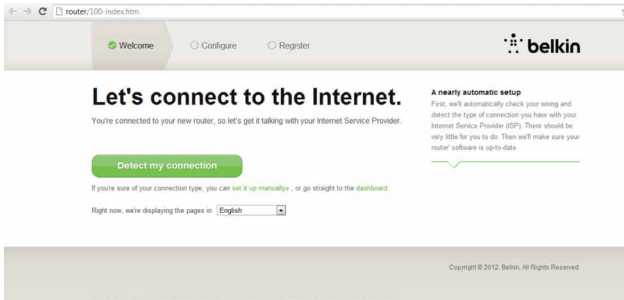 router/100-index.htm
Welcome
Configure
Register
belkin
Let's connect to the Internet.
You're connected to your new router, so let's get it talking with your Internet Service Provider.
Detect my connection
If you're sure of your connection type, you can set it up manually» , or go straight to the dashboard
Right now, we're displaying the pages in English
A nearly automatic setup
First, we'll automatically check your wiring and
detect the type of connection you have with your
Internet Service Provider (ISP). There should be
very little for you to do. Then we'll make sure your
router' software is up-to-date.
Copyright © 2012. Belkin, All Rights Reserved.